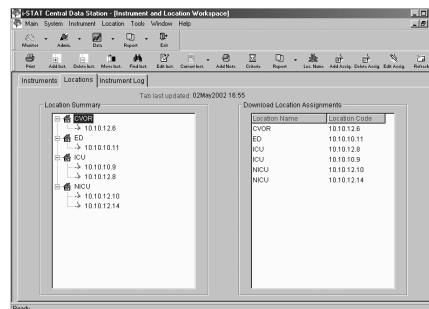 i-STAT Central Data Station - [Instrument and Location Workspace]
Main System Instrument Location Tools Window Help
Monitor Admin. Data Report Exit
Print Add Inst. Delete Inst. Move Inst. Find Inst. Edit Inst. Convert Inst. Add Note Criteria Report Loc. Name Add Assig. Delete Assig. Edit Assig. Refresh
Instruments Locations Instrument Log
Tab last updated: 02May2002 16:55
Location Summary
CVOR
10.10.12.6
ED
10.10.10.11
ICU
10.10.10.9
10.10.12.8
NICU
10.10.12.10
10.10.12.14
Download Location Assignments
Location Name Location Code
CVOR 10.10.12.6
ED 10.10.10.11
ICU 10.10.12.8
ICU 10.10.10.9
NICU 10.10.12.10
NICU 10.10.12.14
Ready